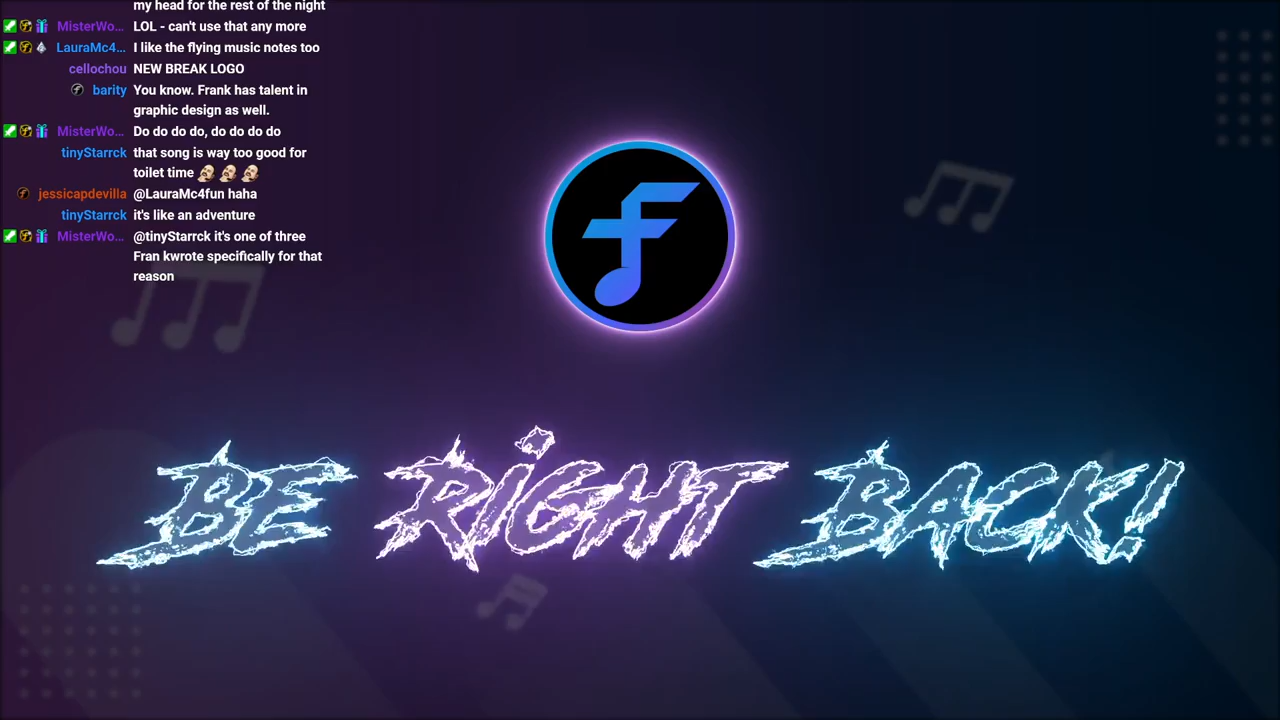 my head for the rest of the night
MisterWo... LOL - can't use that any more
LauraMc4... I like the flying music notes too
cellochou NEW BREAK LOGO
barity You know. Frank has talent in
graphic design as well.
MisterWo... Do do do do, do do do do
tinyStarrck that song is way too good for
toilet time
jessicapdevilla @LauraMc4fun haha
tinyStarrck it's like an adventure
MisterWo... @tinyStarrck it's one of three
Fran kwrote specifically for that
reason
BE RIGHT BACK!